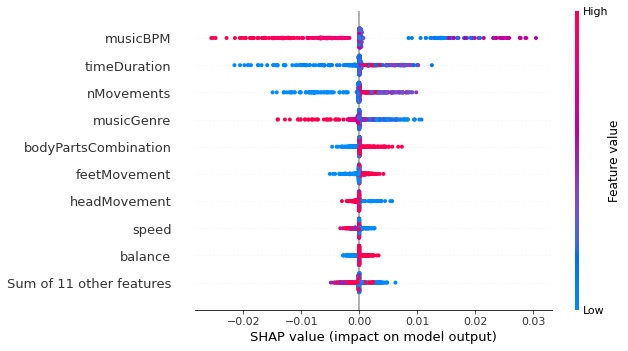 High
musicBPM
timeDuration
nMovements
musicGenre
bodyPartsCombination
feetMovement
headMovement
speed
balance
Sum of 11 other features
Low
Feature value
−0.02 −0.01 0.00 0.01 0.02 0.03
SHAP value (impact on model output)